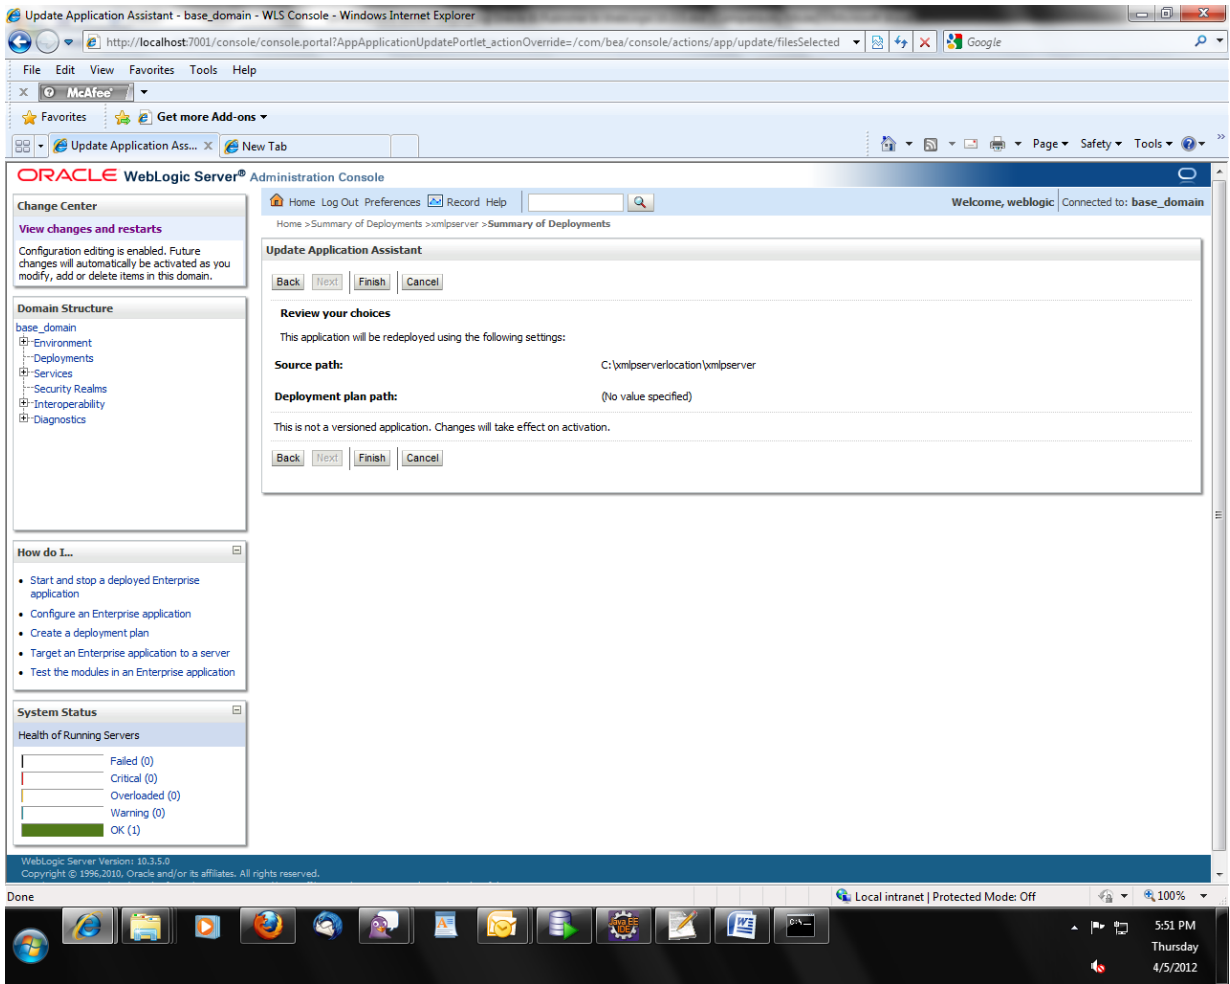 Update Application Assistant - base_domain - WLS Console - Windows Internet Explorer
http://localhost:7001/console/console.portal?AppApplicationUpdatePortlet_actionOverride=/com/bea/console/actions/app/update/filesSelected
Google
File Edit View Favorites Tools Help
x McAfee
Favorites Get more Add-ons
Update Application Ass... X New Tab Page Safety Tools
ORACLE WebLogic Server® Administration Console
Change Center
View changes and restarts
Configuration editing is enabled. Future
changes will automatically be activated as you
modify, add or delete items in this domain.
Domain Structure
base_domain
Environment
Deployments
Services
Security Realms
Interoperability
Diagnostics
How do I...
Start and stop a deployed Enterprise
application
Configure an Enterprise application
Create a deployment plan
Target an Enterprise application to a server
Test the modules in an Enterprise application
System Status
Health of Running Servers
Failed (0)
Critical (0)
Overloaded (0)
Warning (0)
OK (1)
Home Log Out Preferences Record Help
Welcome, weblogic Connected to: base_domain
Home >Summary of Deployments >xmlpserver >Summary of Deployments
Update Application Assistant
Back Next Finish Cancel
Review your choices
This application will be redeployed using the following settings:
Source path: C:\xmlpserverlocation\xmlpserver
Deployment plan path: (No value specified)
This is not a versioned application. Changes will take effect on activation.
Back Next Finish Cancel
WebLogic Server Version: 10.3.5.0
Copyright © 1996,2010, Oracle and/or its affiliates. All rights reserved.
Done Local intranet | Protected Mode: Off 100%
Java EE
IDE
C:\_
5:51 PM
Thursday
4/5/2012